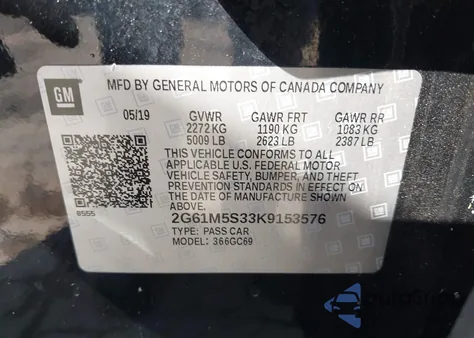 GM
MFD BY GENERAL MOTORS OF CANADA COMPANY
05/19 GVWR GAWR FRT GAWR RR
2272 KG 1190 KG 1083 KG
5009 LB 2623 LB 2387 LB
THIS VEHICLE CONFORMS TO ALL
APPLICABLE U.S. FEDERAL MOTOR
VEHICLE SAFETY, BUMPER, AND THEFT
PREVENTION STANDARDS IN EFFECT ON
THE DATE OF MANUFACTURE SHOWN
ABOVE.
6555
2G61M5S33K9153576
TYPE: PASS CAR
MODEL: 366GC69